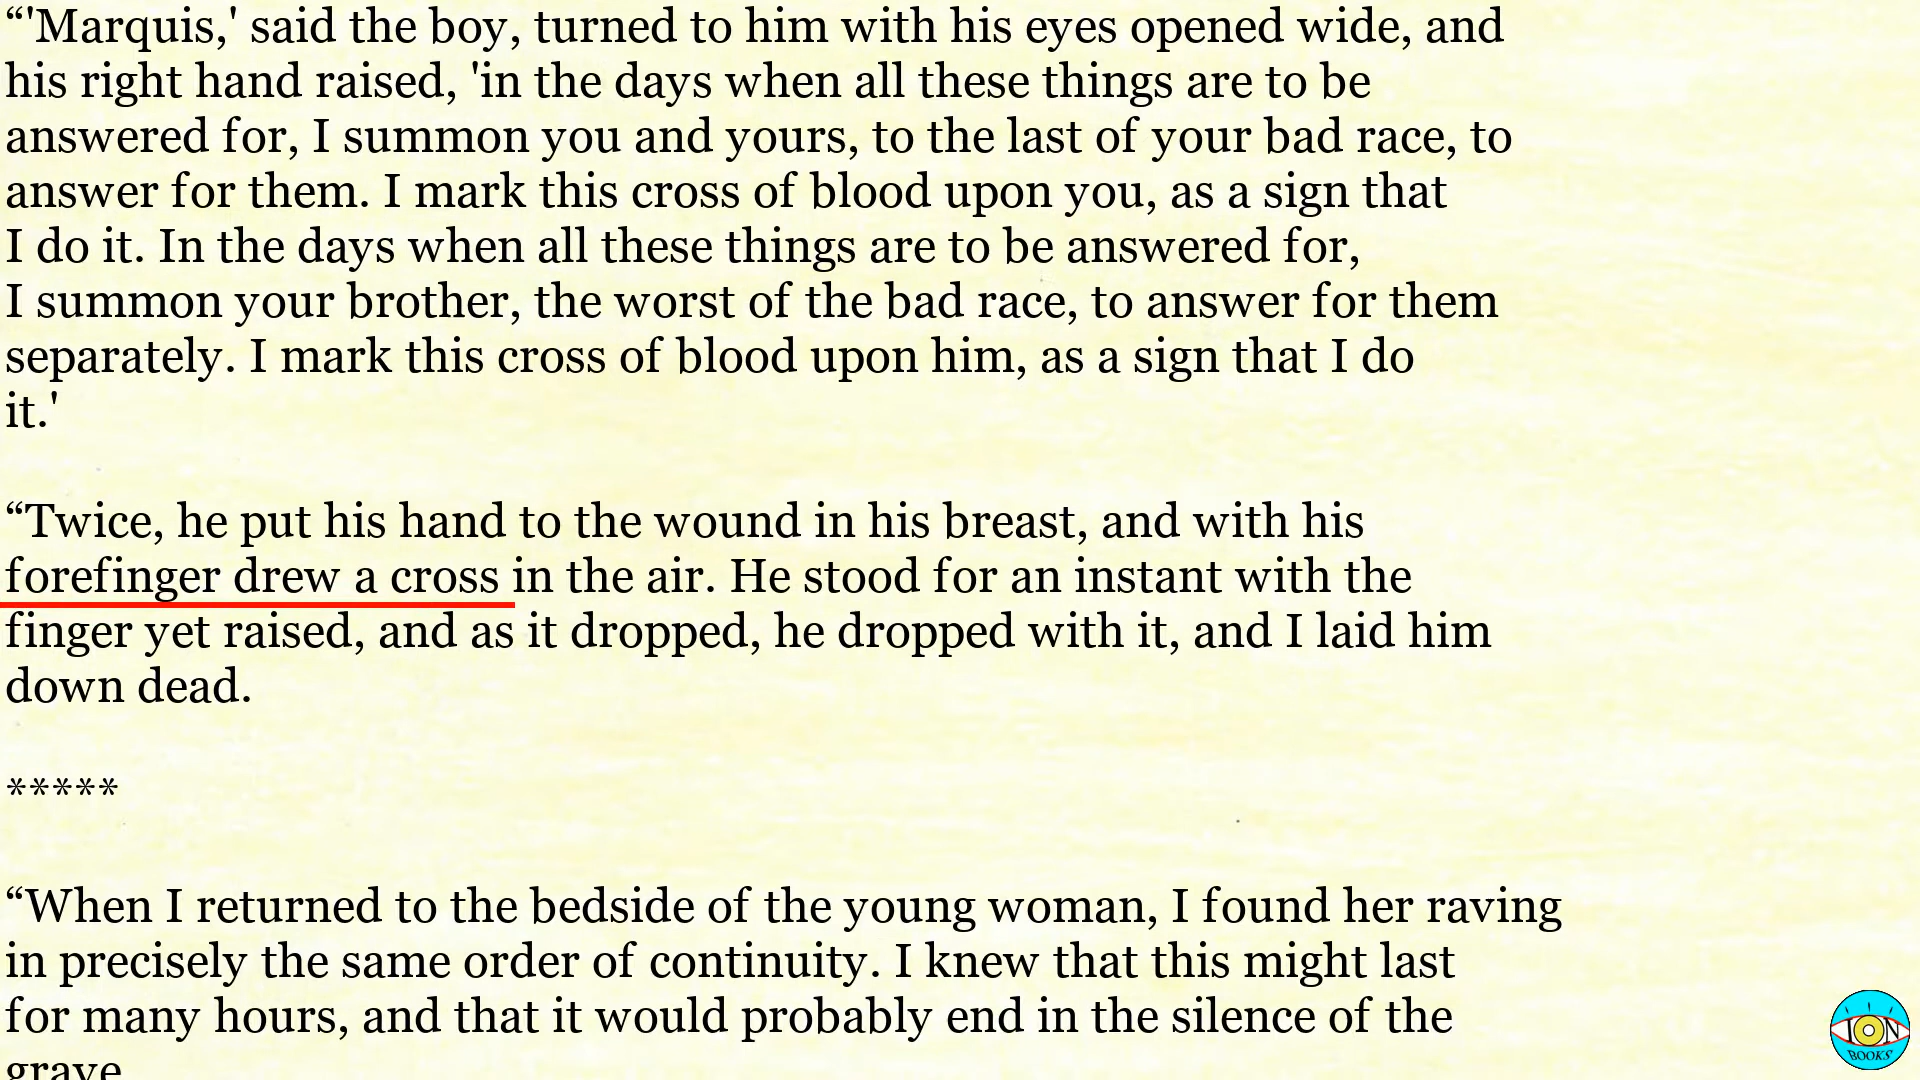 “'Marquis,' said the boy, turned to him with his eyes opened wide, and
his right hand raised, 'in the days when all these things are to be
answered for, I summon you and yours, to the last of your bad race, to
answer for them. I mark this cross of blood upon you, as a sign that
I do it. In the days when all these things are to be answered for,
I summon your brother, the worst of the bad race, to answer for them
separately. I mark this cross of blood upon him, as a sign that I do
it.'
“Twice, he put his hand to the wound in his breast, and with his
forefinger drew a cross in the air. He stood for an instant with the
finger yet raised, and as it dropped, he dropped with it, and I laid him
down dead.
*****
“When I returned to the bedside of the young woman, I found her raving
in precisely the same order of continuity. I knew that this might last
for many hours, and that it would probably end in the silence of the
grave
ION
BOOKS